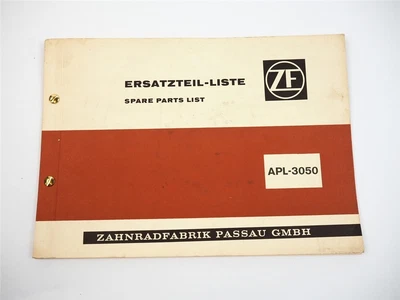 ERSATZTEIL-LISTE
ZF
SPARE PARTS LIST
APL-3050
ZAHNRADFABRIK PASSAU GMBH